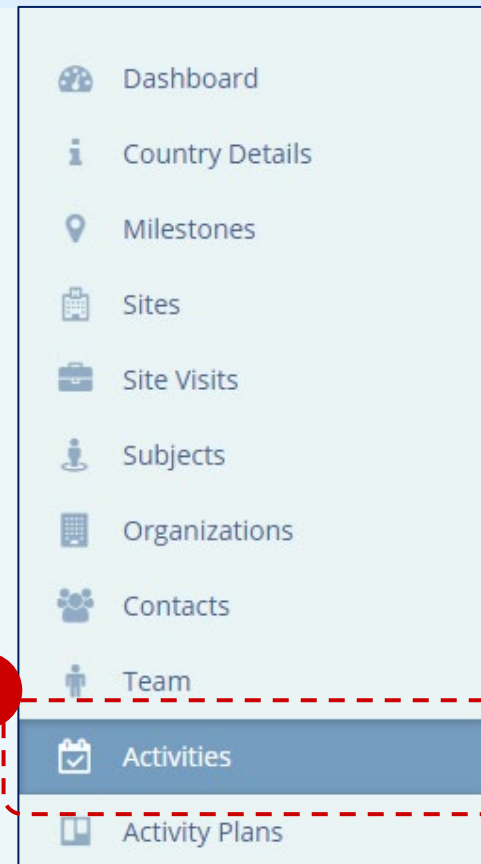 Dashboard
Country Details
Milestones
Sites
Site Visits
Subjects
Organizations
Contacts
Team
Activities
Activity Plans